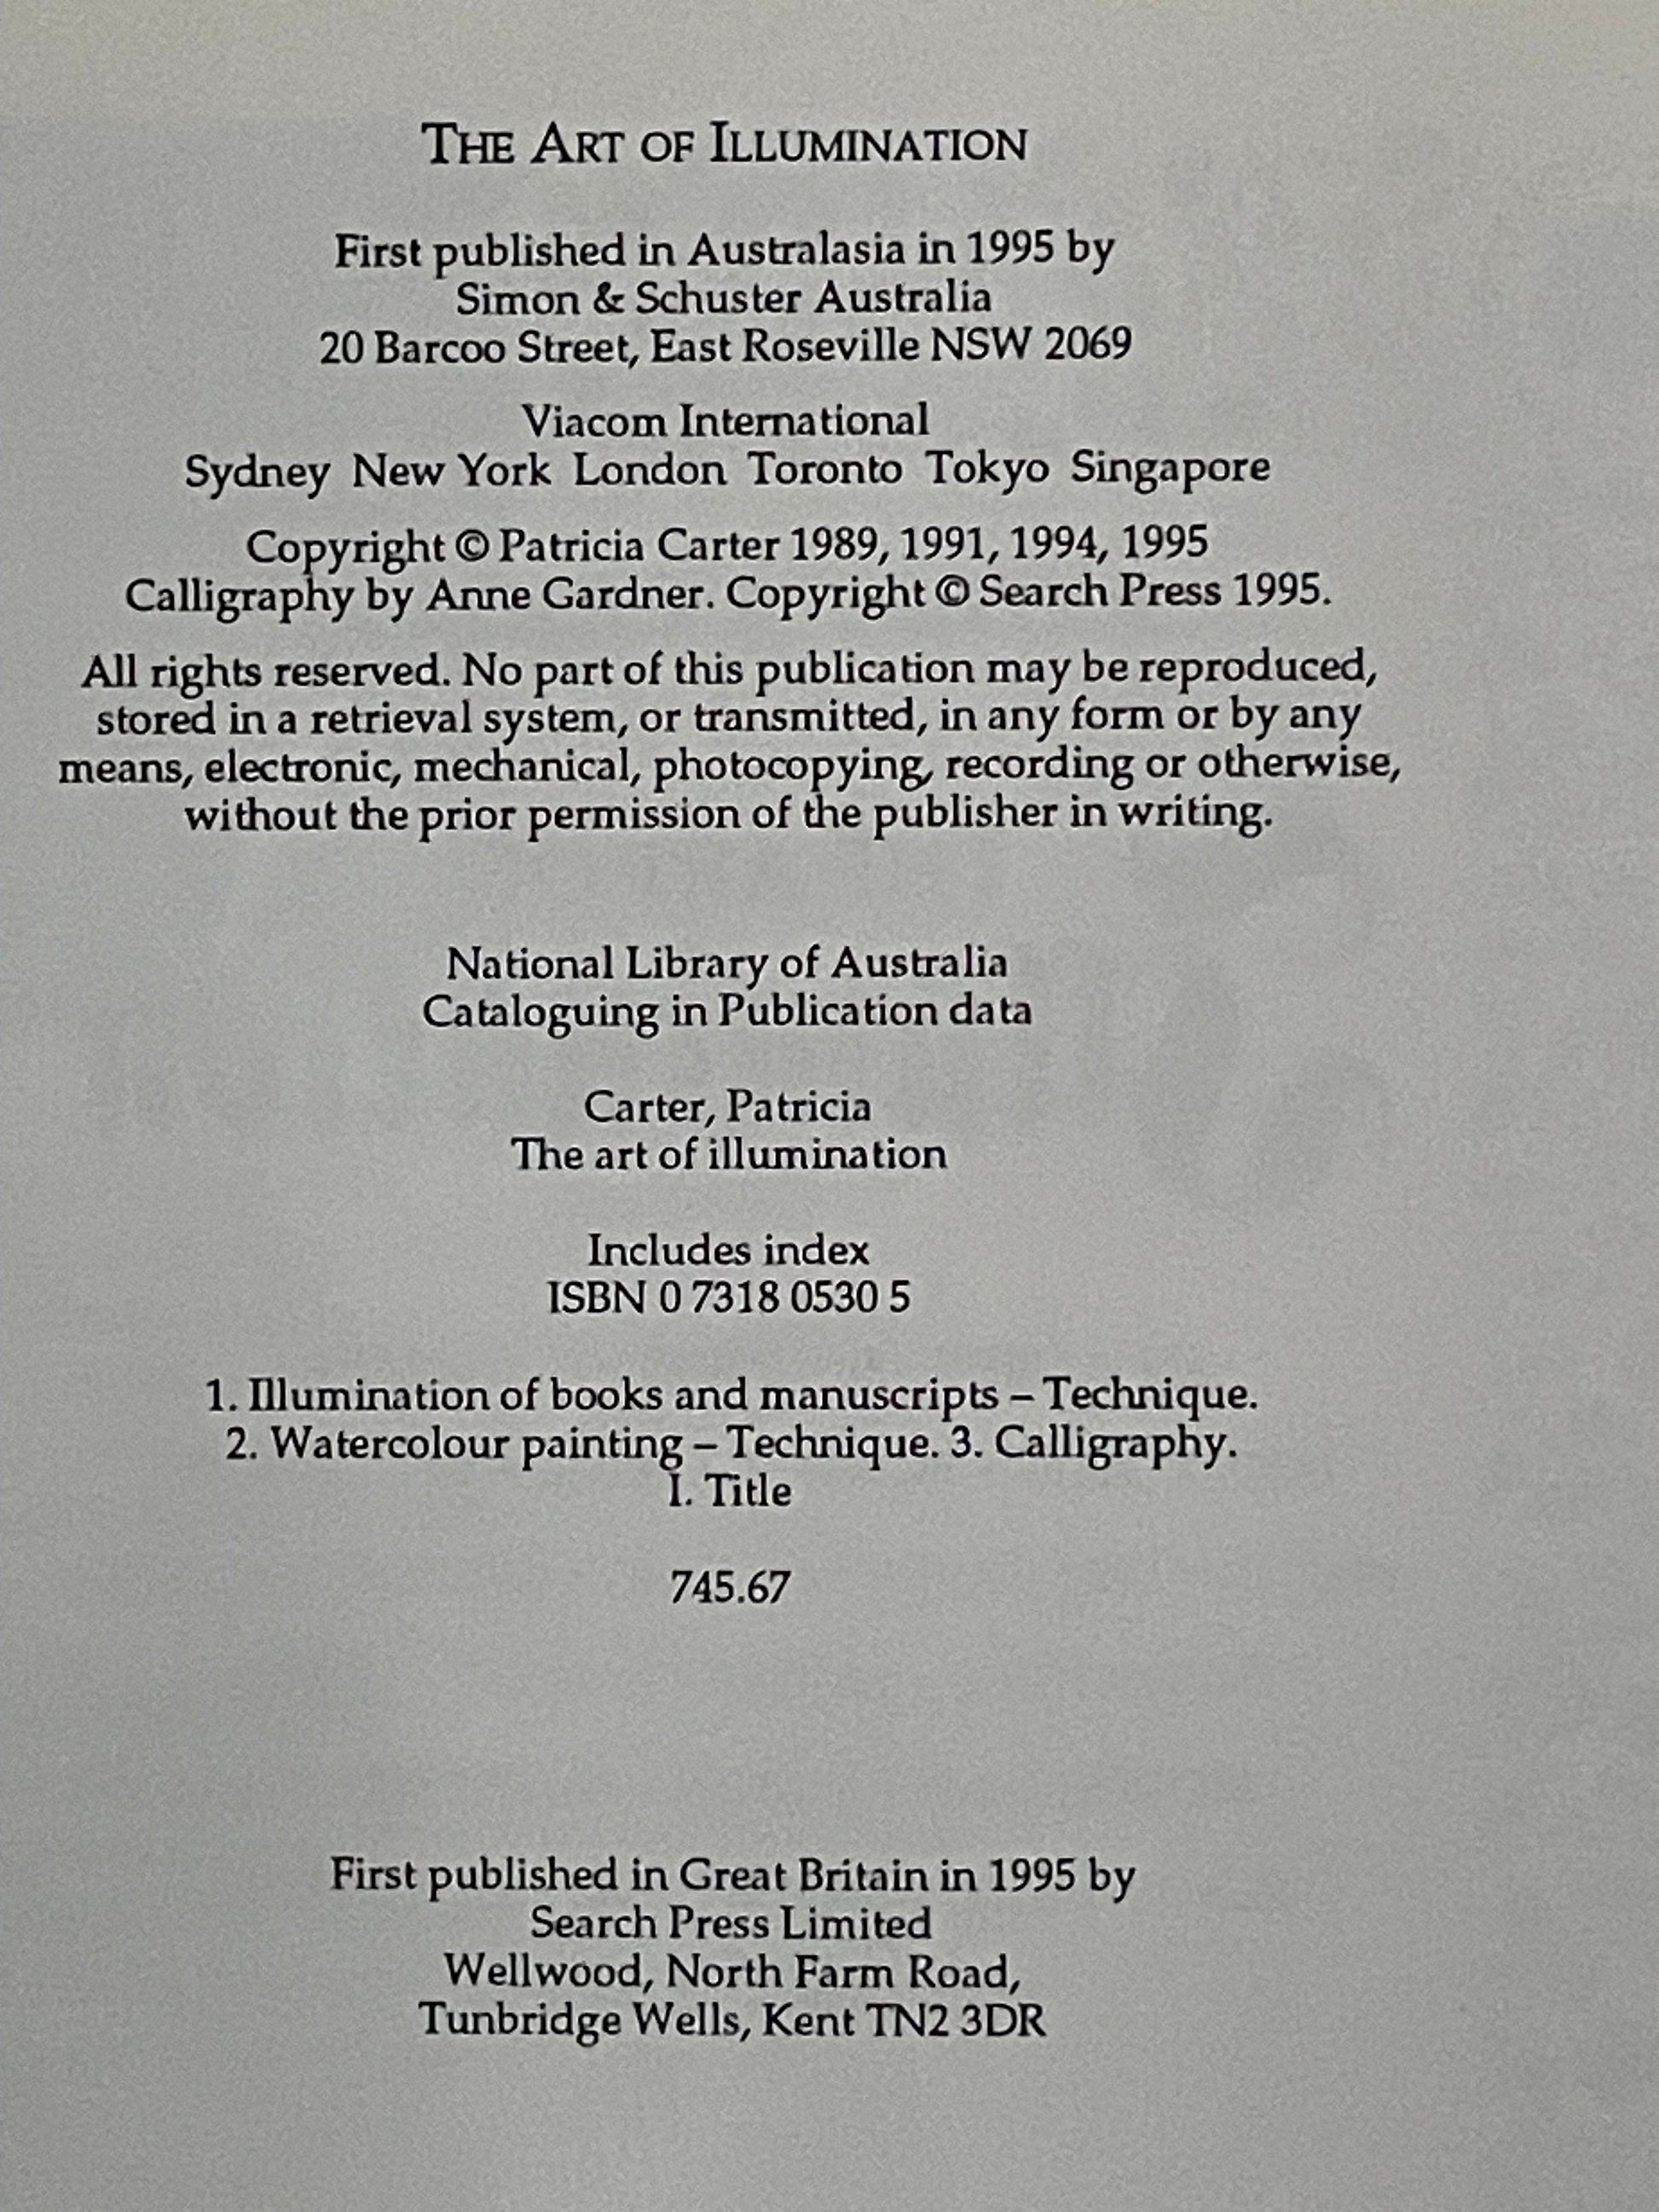 THE ART OF ILLUMINATION
First published in Australasia in 1995 by
Simon & Schuster Australia
20 Barcoo Street, East Roseville NSW 2069
Viacom International
Sydney New York London Toronto Tokyo Singapore
Copyright © Patricia Carter 1989, 1991, 1994, 1995
Calligraphy by Anne Gardner. Copyright © Search Press 1995.
All rights reserved. No part of this publication may be reproduced,
stored in a retrieval system, or transmitted, in any form or by any
means, electronic, mechanical, photocopying, recording or otherwise,
without the prior permission of the publisher in writing.
National Library of Australia
Cataloguing in Publication data
Carter, Patricia
The art of illumination
Includes index
ISBN 0 7318 0530 5
1. Illumination of books and manuscripts – Technique.
2. Watercolour painting – Technique. 3. Calligraphy.
I. Title
745.67
First published in Great Britain in 1995 by
Search Press Limited
Wellwood, North Farm Road,
Tunbridge Wells, Kent TN2 3DR